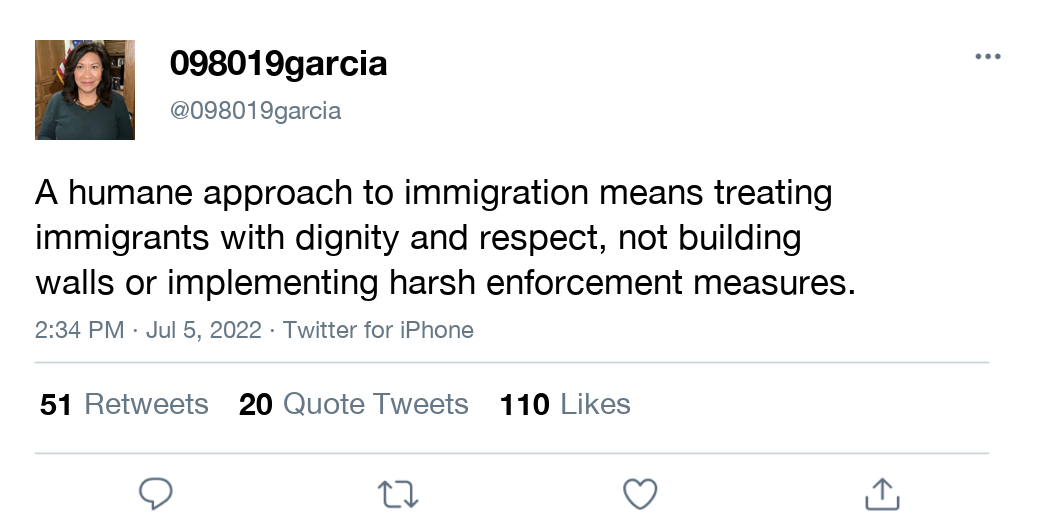 098019garcia
@098019garcia
A humane approach to immigration means treating
immigrants with dignity and respect, not building
walls or implementing harsh enforcement measures.
2:34 PM · Jul 5, 2022 · Twitter for iPhone
51 Retweets 20 Quote Tweets 110 Likes